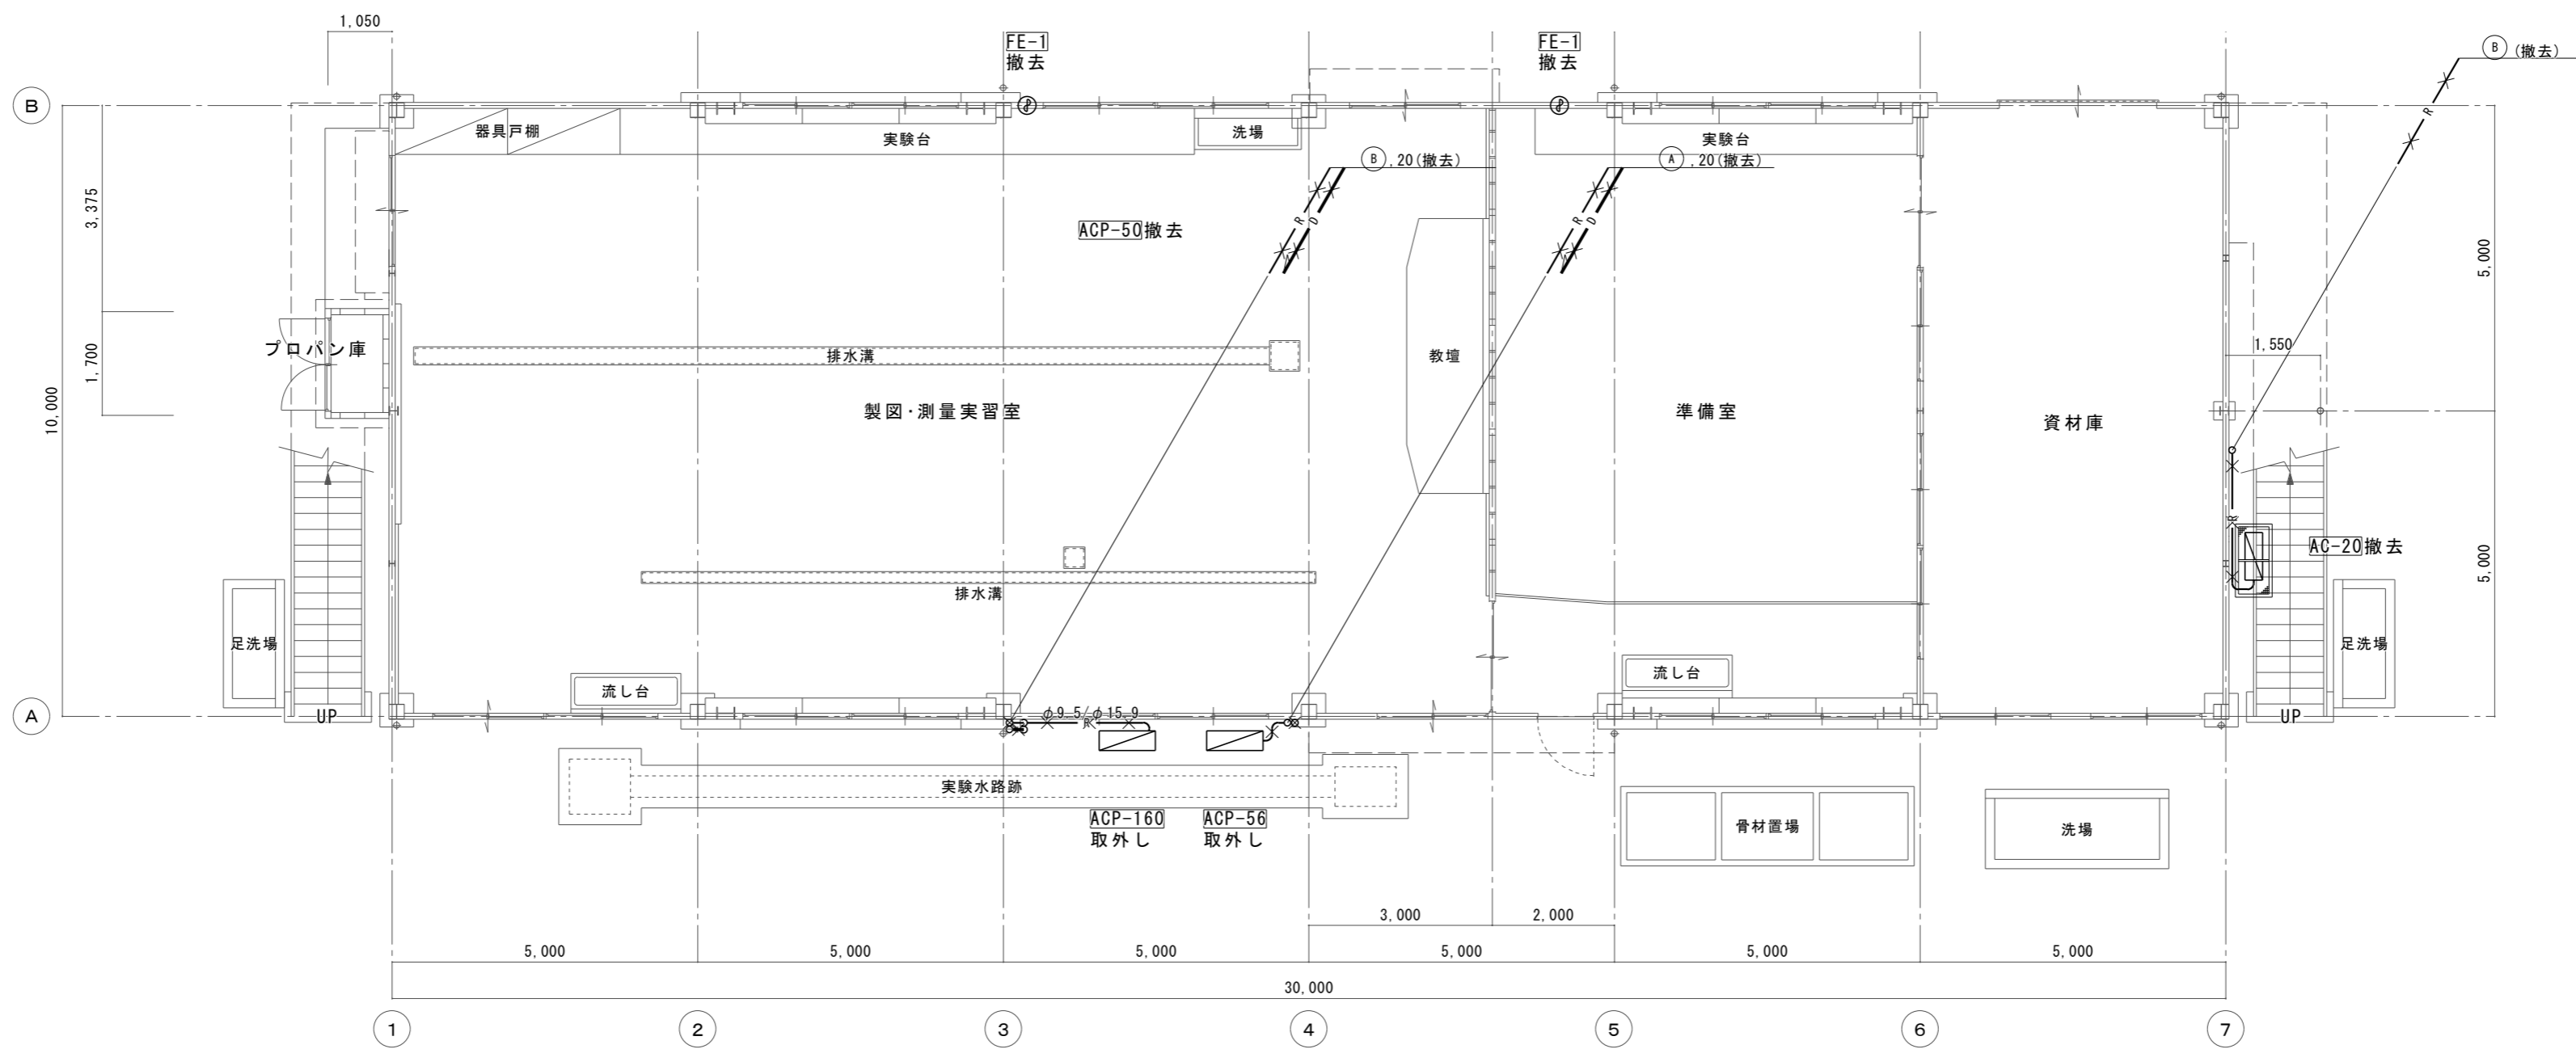 1,050
FE-1
撤去
FE-1
撤去
B (撤去)
B
器具戸棚
実験台
洗場
実験台
B ,20(撤去)
A ,20(撤去)
R
R
D
R
D
3,375
ACP-50撤去
5,000
1,700
プロパン庫
排水溝
教壇
1,550
10,000
製図・測量実習室
準備室
資材庫
R
AC-20撤去
5,000
排水溝
足洗場
足洗場
流し台
流し台
A
UP
φ9.5/φ15.9
R
UP
実験水路跡
ACP-160
取外し
ACP-56
取外し
骨材置場
洗場
3,000
2,000
5,000
5,000
5,000
5,000
5,000
5,000
30,000
1
2
3
4
5
6
7